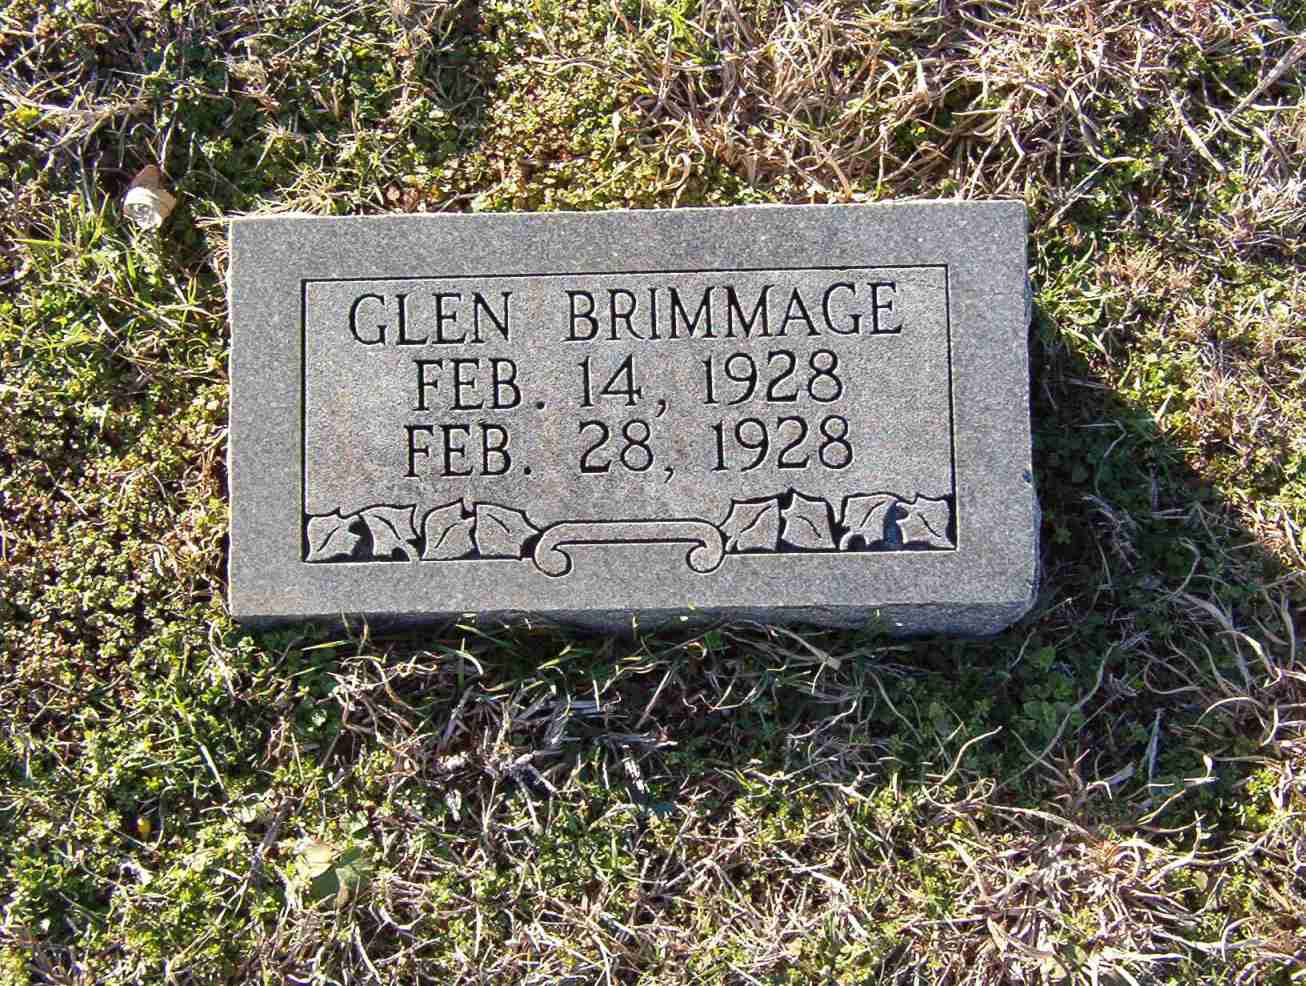 GLEN BRIMMAGE
FEB. 14, 1928
FEB. 28, 1928